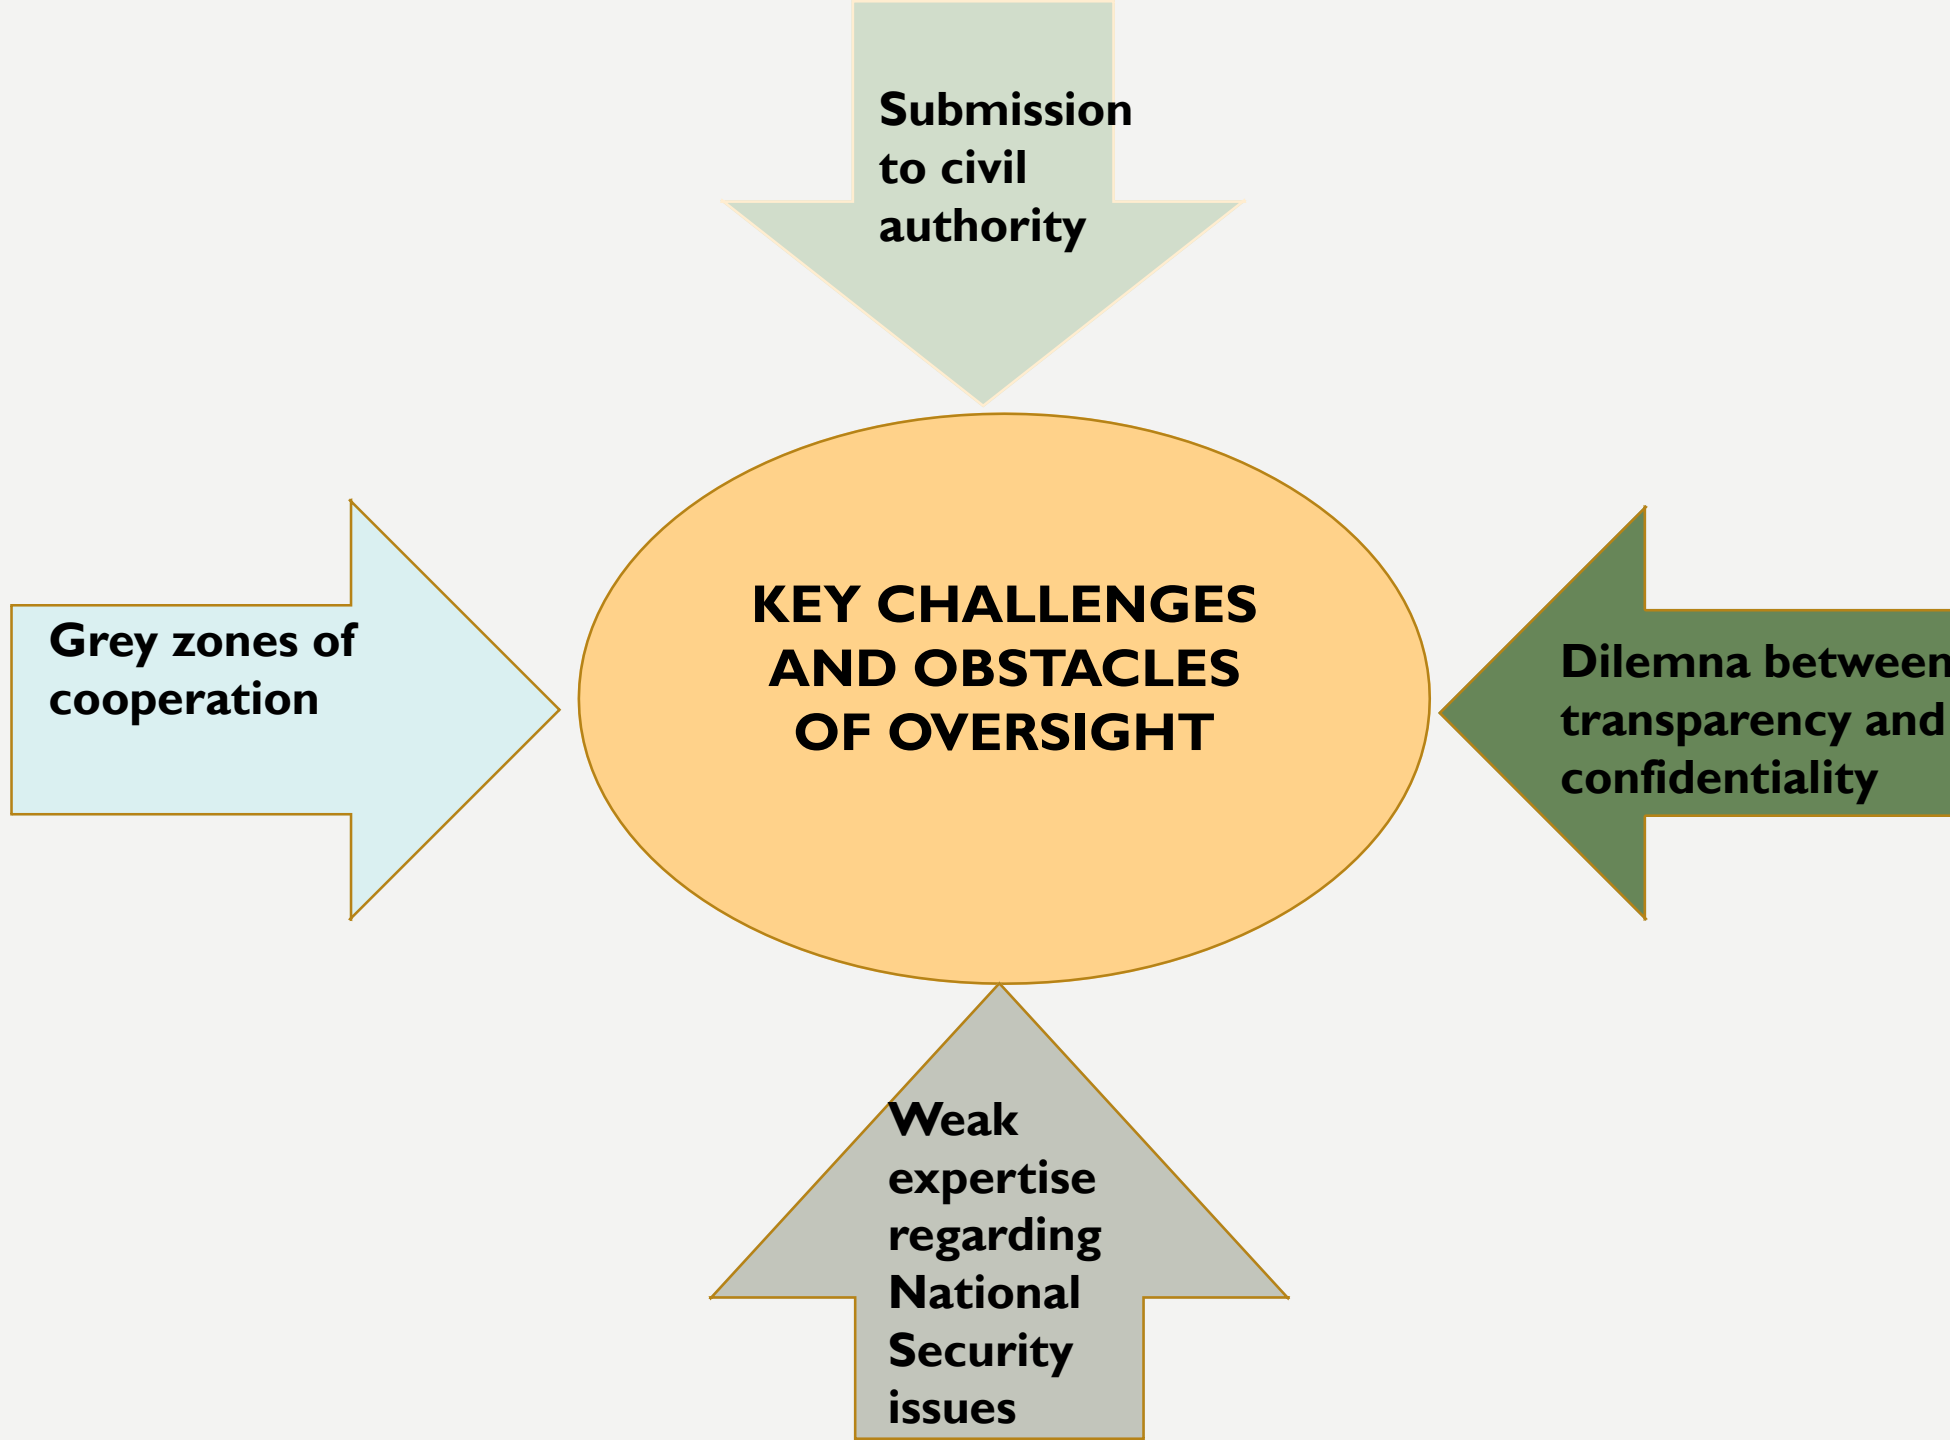 Submission
to civil
authority
Grey zones of
cooperation
KEY CHALLENGES
AND OBSTACLES
OF OVERSIGHT
Dilemna between
transparency and
confidentiality
Weak
expertise
regarding
National
Security
issues